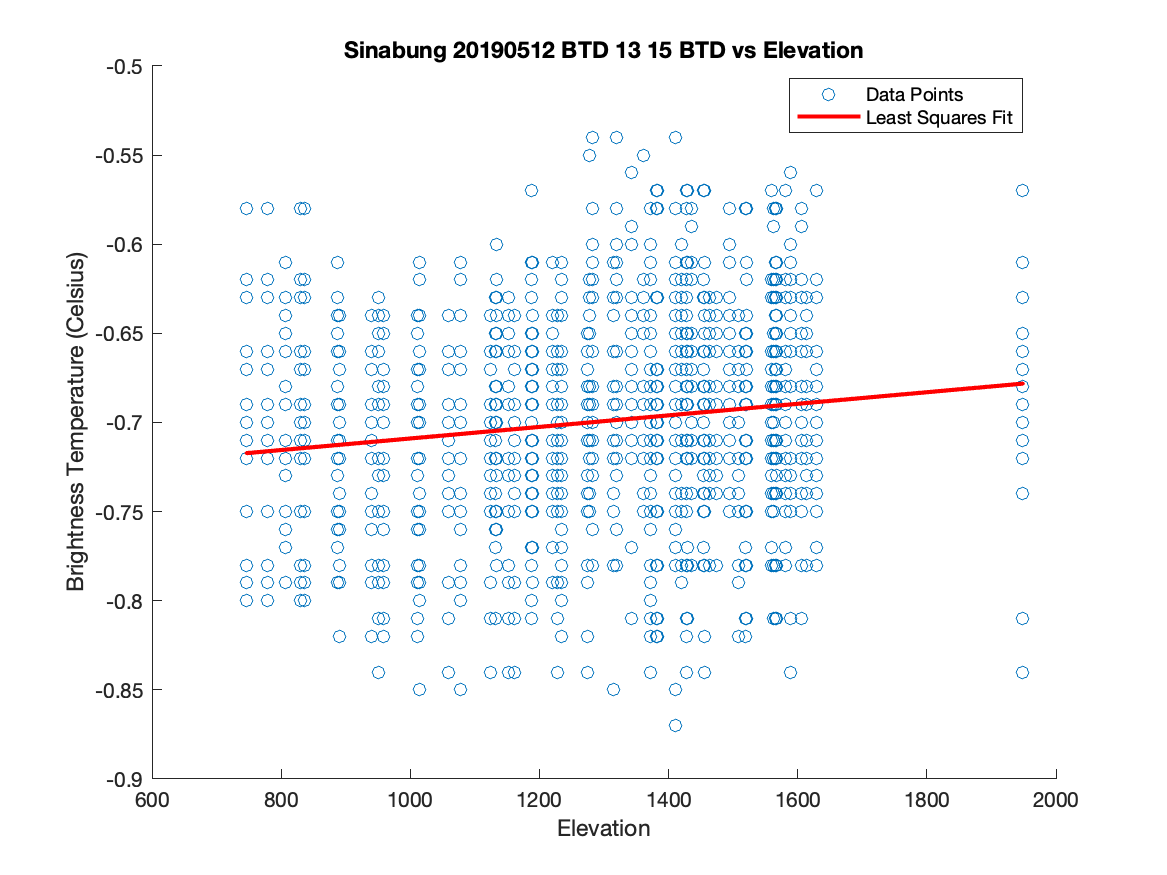 Sinabung 20190512 BTD 13 15 BTD vs Elevation
Data Points
Least Squares Fit
Brightness Temperature (Celsius)
-0.5
-0.55
-0.6
-0.65
-0.7
-0.75
-0.8
-0.85
-0.9
600 800 1000 1200 1400 1600 1800 2000
Elevation